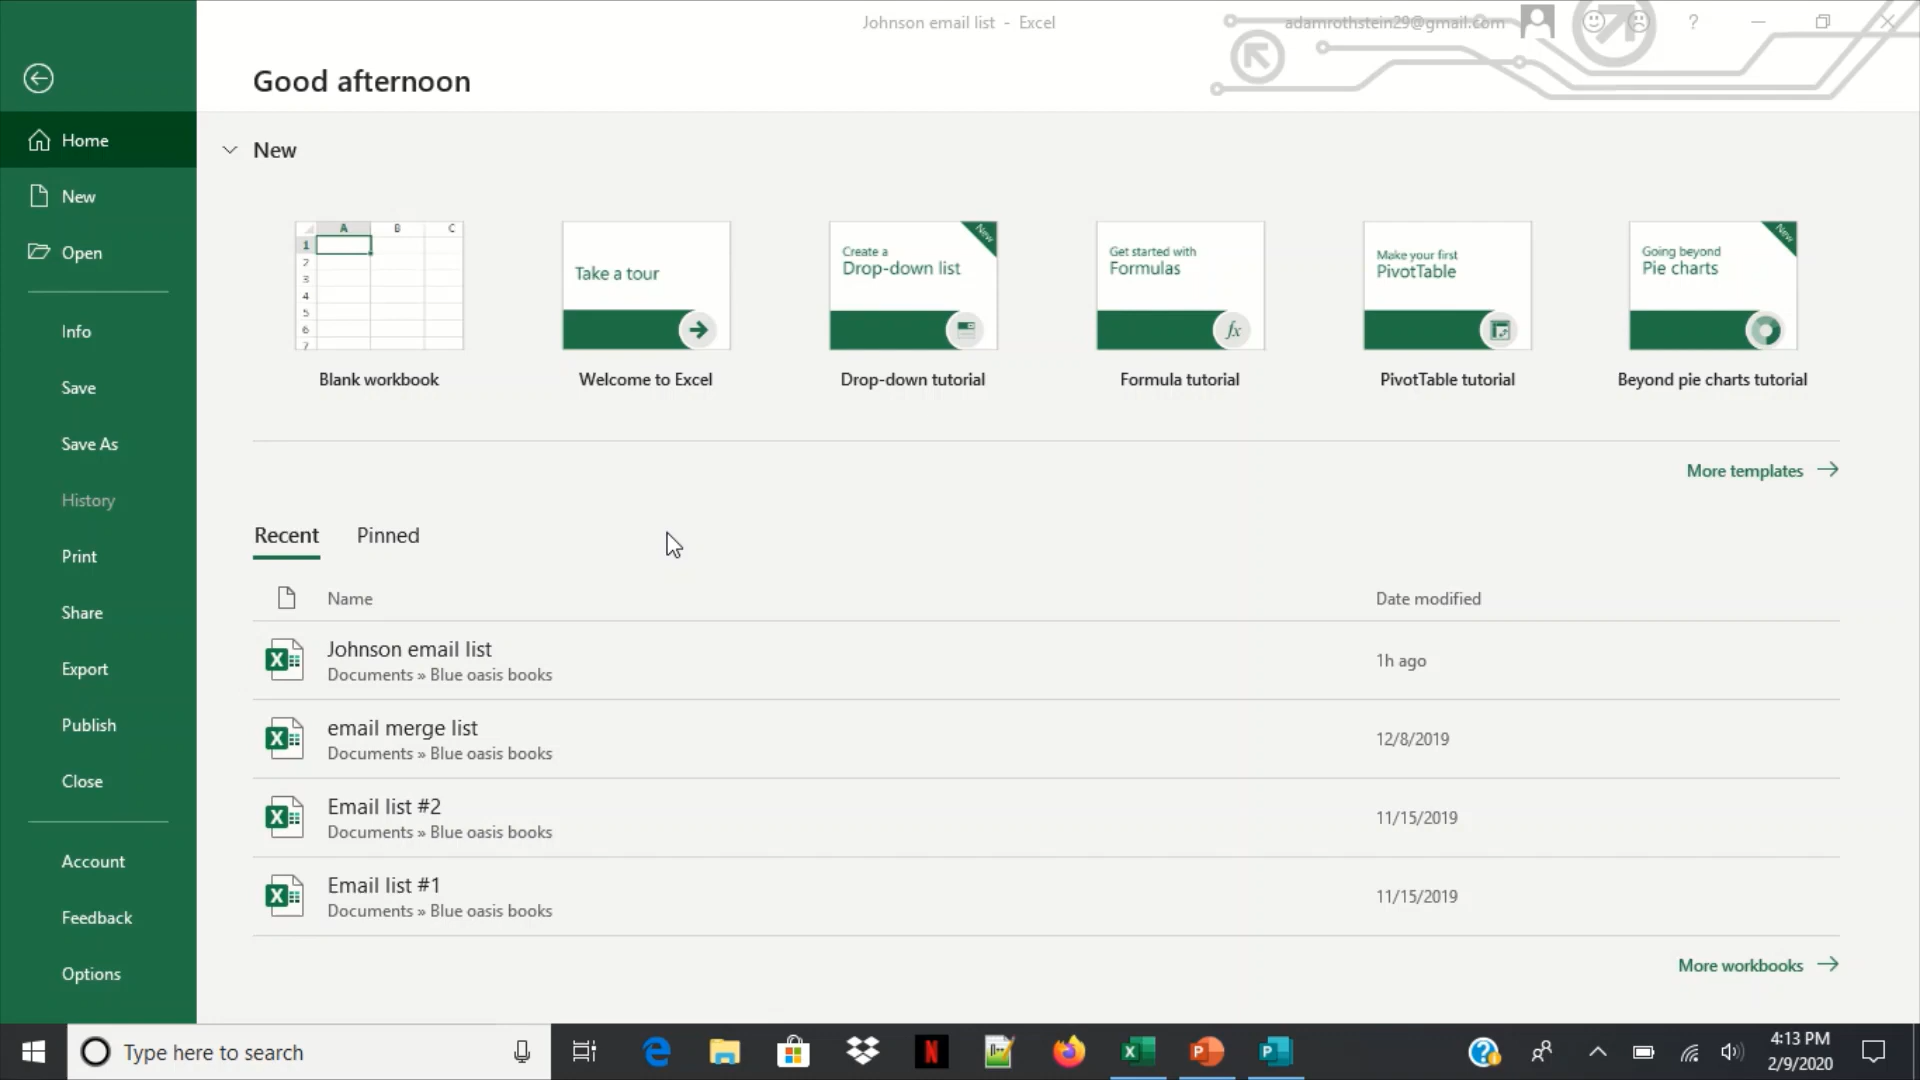 Johnson email list - Excel
adamrothstein29@gmail.com
?
Good afternoon
Home
New
Open
Info
Save
Save As
History
Print
Share
Export
Publish
Close
Account
Feedback
Options
New
A B C
1
2
3
4
5
6
7
Blank workbook
Take a tour
Welcome to Excel
New
Create a
Drop-down list
Drop-down tutorial
Get started with
Formulas
fx
Formula tutorial
Make your first
PivotTable
PivotTable tutorial
New
Going beyond
Pie charts
Beyond pie charts tutorial
More templates
Recent Pinned
Name Date modified
Johnson email list
Documents » Blue oasis books
1h ago
email merge list
Documents » Blue oasis books
12/8/2019
Email list #2
Documents » Blue oasis books
11/15/2019
Email list #1
Documents » Blue oasis books
11/15/2019
More workbooks
Type here to search
4:13 PM
2/9/2020